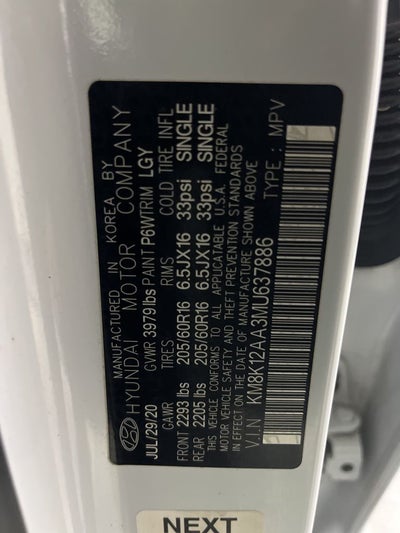 MANUFACTURED IN KOREA BY
HYUNDAI MOTOR COMPANY
JUL/29/20 GVWR 3979 lbs PAINT P6W TRIM LGY
GAWR TIRES RIMS COLD TIRE INFL
FRONT 2293 lbs 205/60R16 6.5JX16 33psi SINGLE
REAR 2205 lbs 205/60R16 6.5JX16 33psi SINGLE
THIS VEHICLE CONFORMS TO ALL APPLICABLE U.S.A. FEDERAL
MOTOR VEHICLE SAFETY AND THEFT PREVENTION STANDARDS
IN EFFECT ON THE DATE OF MANUFACTURE SHOWN ABOVE
V.I.N KM8K12AA3MU637886 TYPE : MPV
NEXT